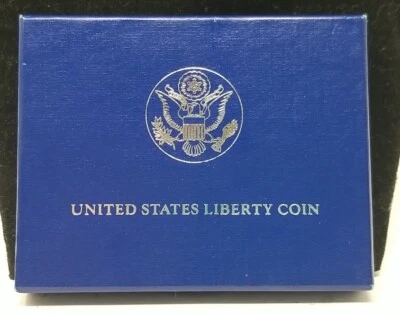 UNITED STATES LIBERTY COIN